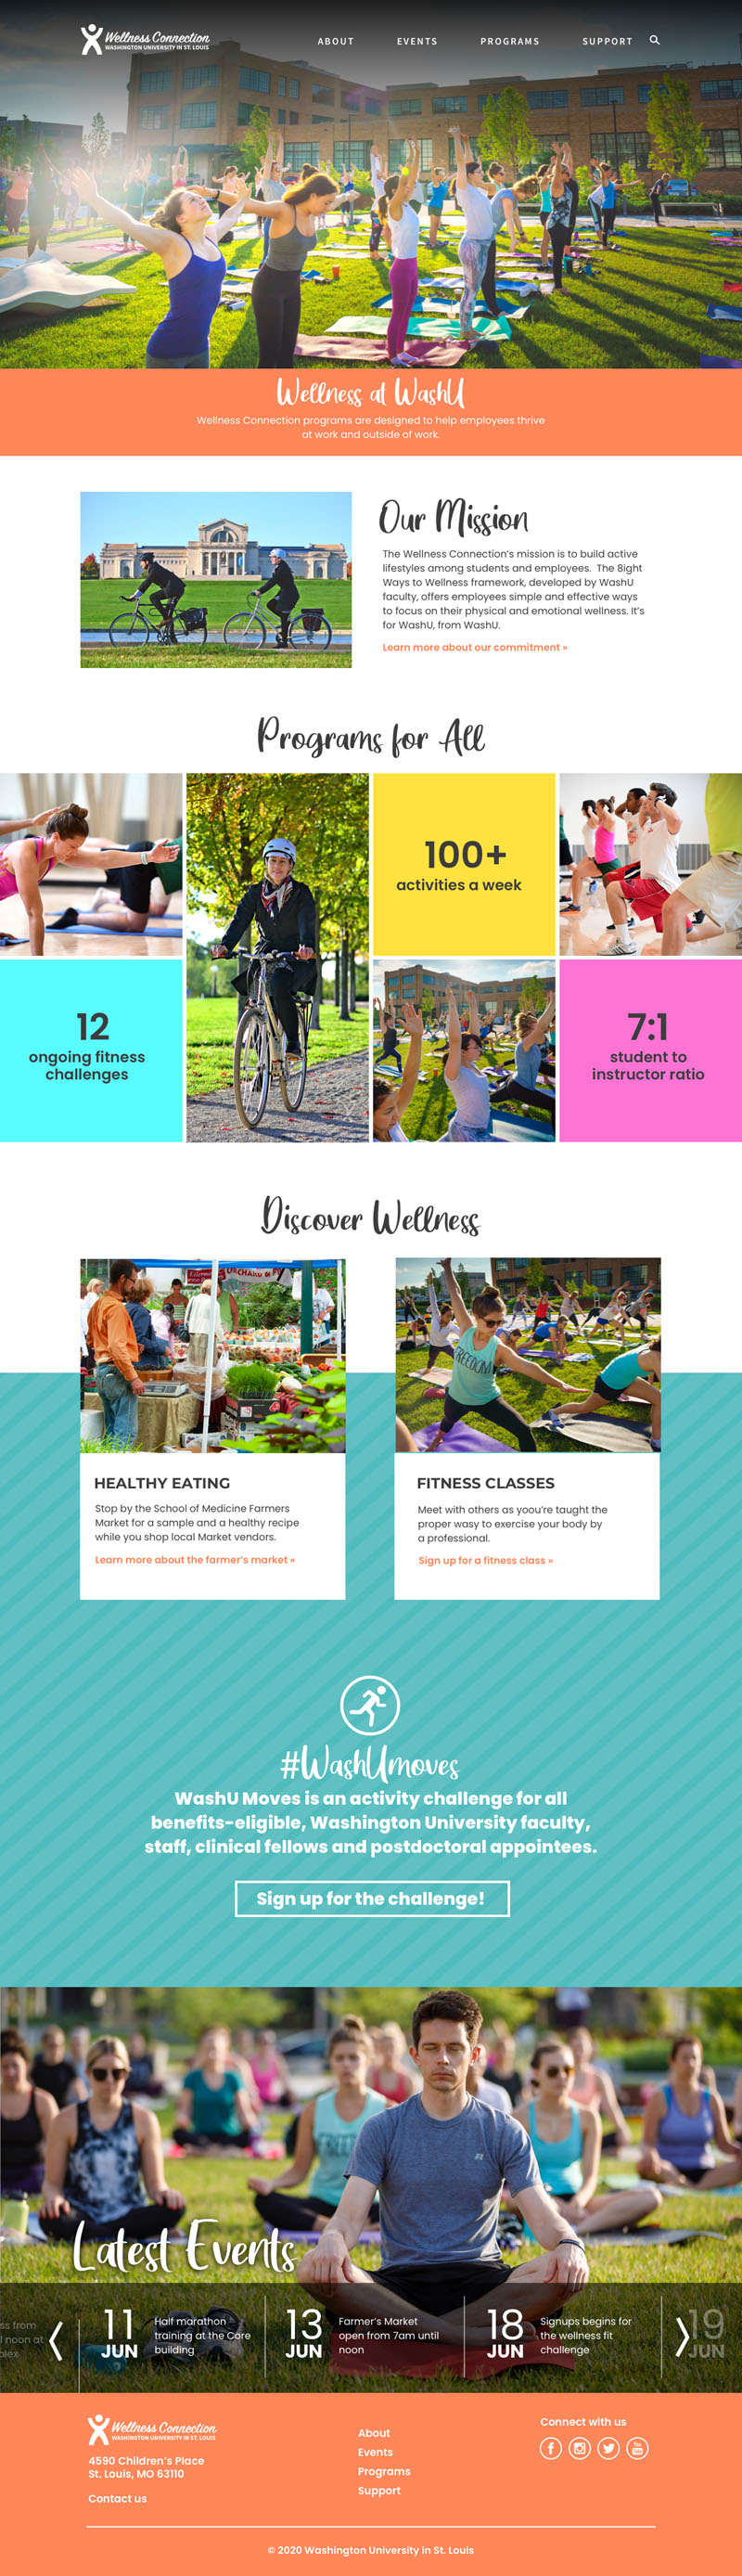 Wellness Connection
WASHINGTON UNIVERSITY IN ST. LOUIS
ABOUT
EVENTS
PROGRAMS
SUPPORT
Wellness at WashU
Wellness Connection programs are designed to help employees thrive
at work and outside of work.
Our Mission
The Wellness Connection's mission is to build active
lifestyles among students and employees. The 8ight
Ways to Wellness framework, developed by WashU
faculty, offers employees simple and effective ways
to focus on their physical and emotional wellness. It's
for WashU, from WashU.
Learn more about our commitment »
Programs for All
100+
activities a week
12
ongoing fitness
challenges
7:1
student to
instructor ratio
Discover Wellness
ORCHARD &
FREEDOM
HEALTHY EATING
Stop by the School of Medicine Farmers
Market for a sample and a healthy recipe
while you shop local Market vendors.
Learn more about the farmer's market »
FITNESS CLASSES
Meet with others as yoou're taught the
proper wasy to exercise your body by
a professional.
Sign up for a fitness class »
#WashUmoves
WashU Moves is an activity challenge for all
benefits-eligible, Washington University faculty,
staff, clinical fellows and postdoctoral appointees.
Sign up for the challenge!
Latest Events
ss from
noon at
plex
11
JUN
Half marathon
training at the Core
building
13
JUN
Farmer's Market
open from 7am until
noon
18
JUN
Signups begins for
the wellness fit
challenge
19
JUN
Wellness Connection
WASHINGTON UNIVERSITY IN ST. LOUIS
4590 Children's Place
St. Louis, MO 63110
Contact us
About
Events
Programs
Support
Connect with us
You
Tube
© 2020 Washington University in St. Louis